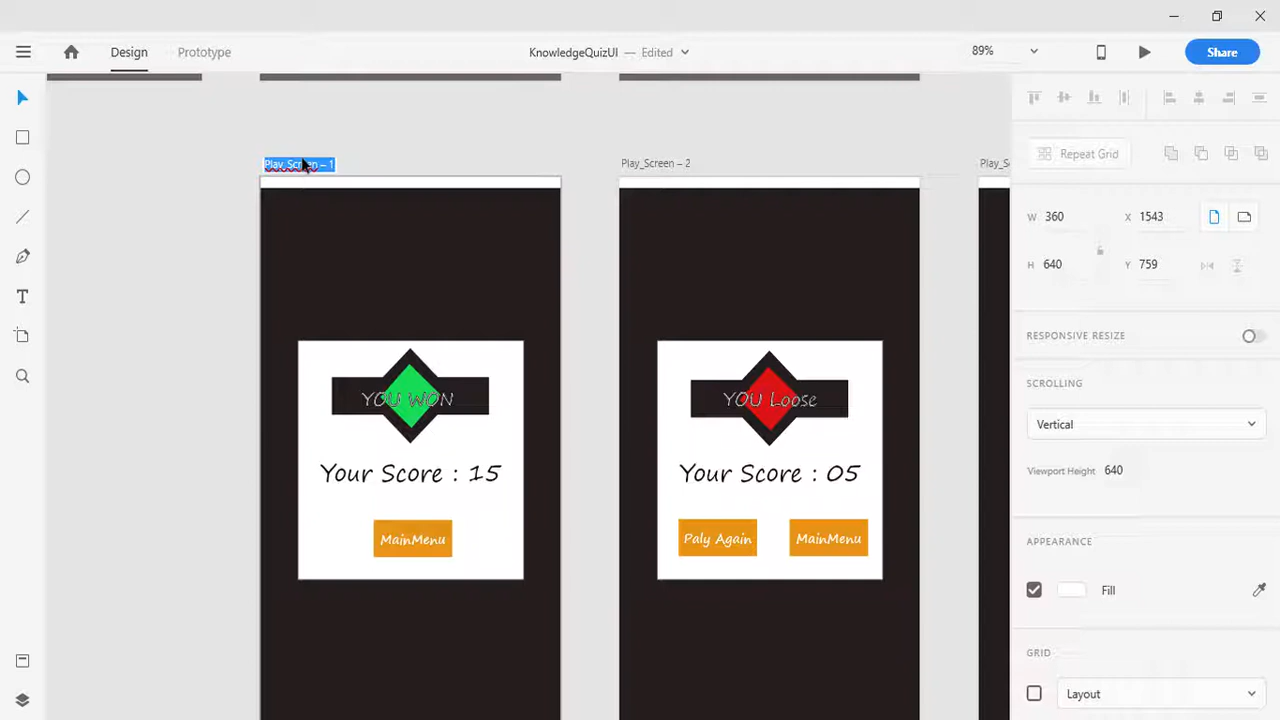 Design Prototype KnowledgeQuizUI — Edited 89% Share
Play_Screen – 1 Play_Screen – 2 Play_S
Repeat Grid
W 360 X 1543
H 640 Y 759
RESPONSIVE RESIZE
SCROLLING
Vertical
Viewport Height 640
APPEARANCE
Fill
GRID
Layout
YOU WON
Your Score : 15
MainMenu
YOU Loose
Your Score : 05
Paly Again MainMenu